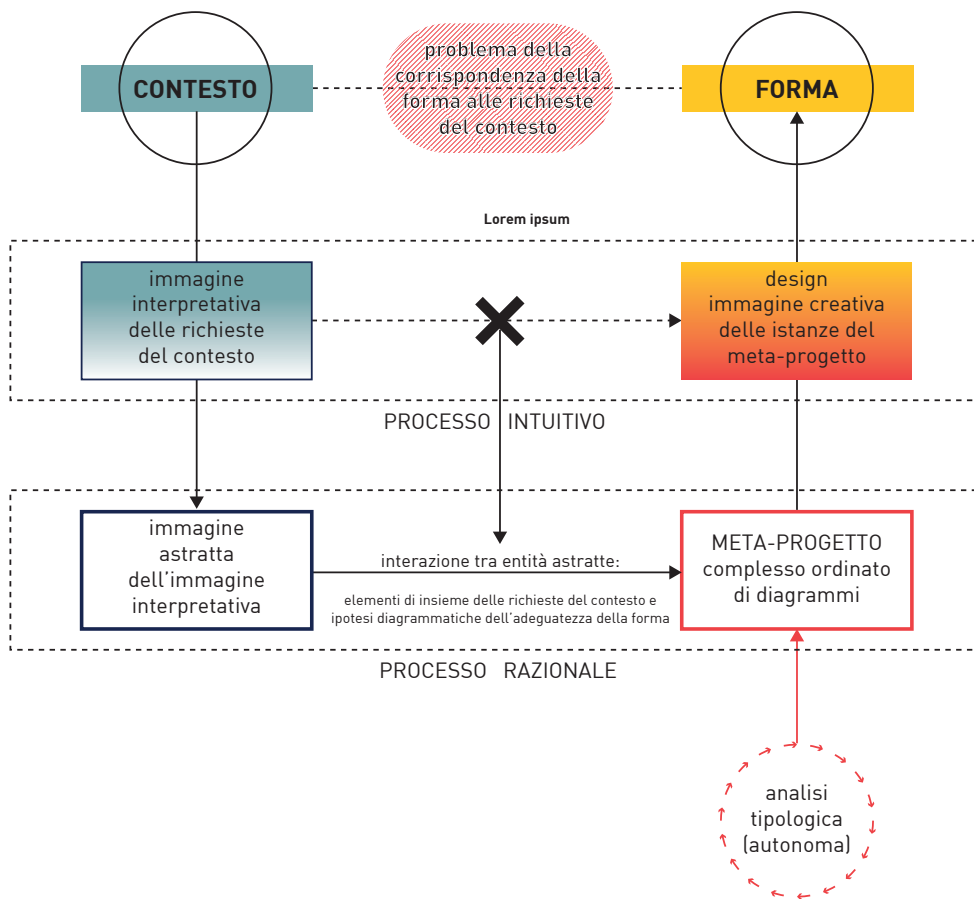 CONTESTO
problema della
corrispondenza della
forma alle richieste
del contesto
FORMA
Lorem ipsum
immagine
interpretativa
delle richieste
del contesto
design
immagine creativa
delle istanze del
meta-progetto
PROCESSO INTUITIVO
immagine
astratta
dell'immagine
interpretativa
interazione tra entità astratte:
elementi di insieme delle richieste del contesto e
ipotesi diagrammatiche dell'adeguatezza della forma
META-PROGETTO
complesso ordinato
di diagrammi
PROCESSO RAZIONALE
analisi
tipologica
(autonoma)